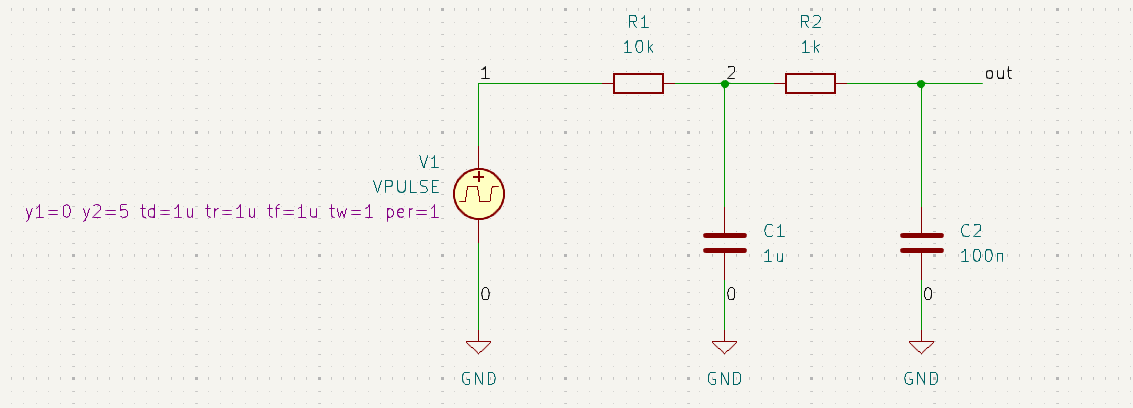 R1
10k
R2
1k
1
2
out
V1
VPULSE
y1=0 y2=5 td=1u tr=1u tf=1u tw=1 per=1
C1
1u
C2
100n
0
0
0
GND
GND
GND